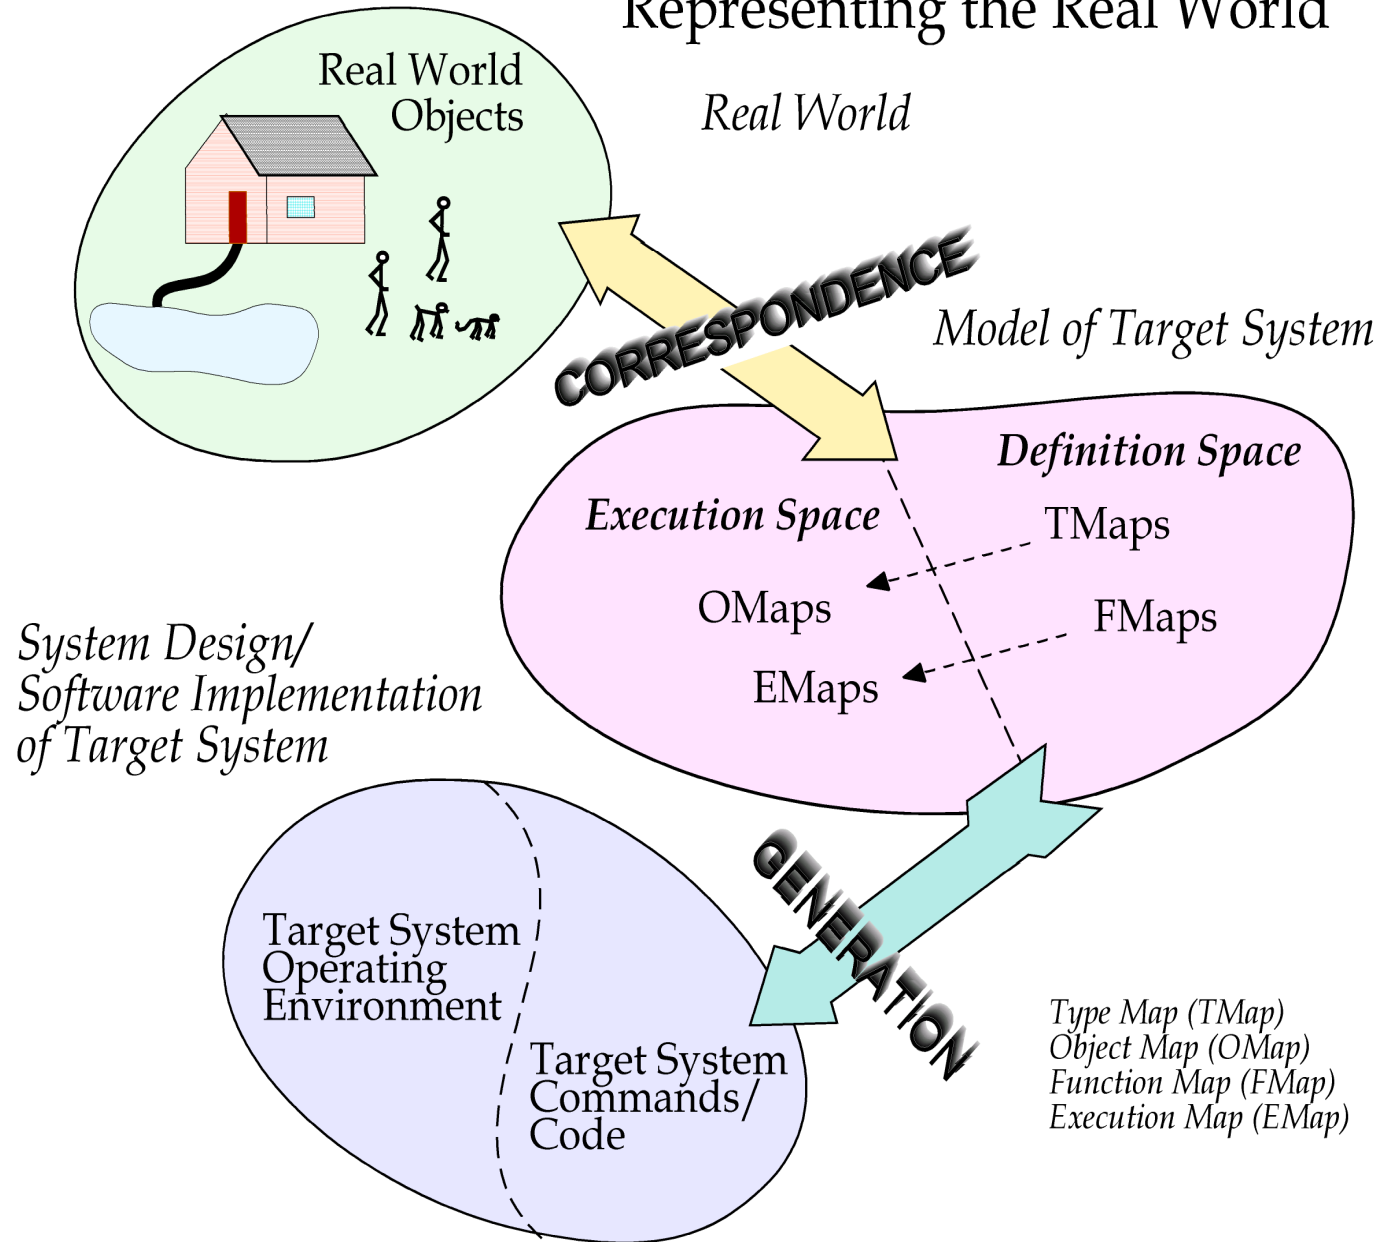 Representing the Real World
Real World
Objects
Real World
CORRESPONDENCE
Model of Target System
Definition Space
Execution Space
TMaps
OMaps
FMaps
EMaps
System Design/
Software Implementation
of Target System
GENERATION
Target System
Operating
Environment
Target System
Commands/
Code
Type Map (TMap)
Object Map (OMap)
Function Map (FMap)
Execution Map (EMap)